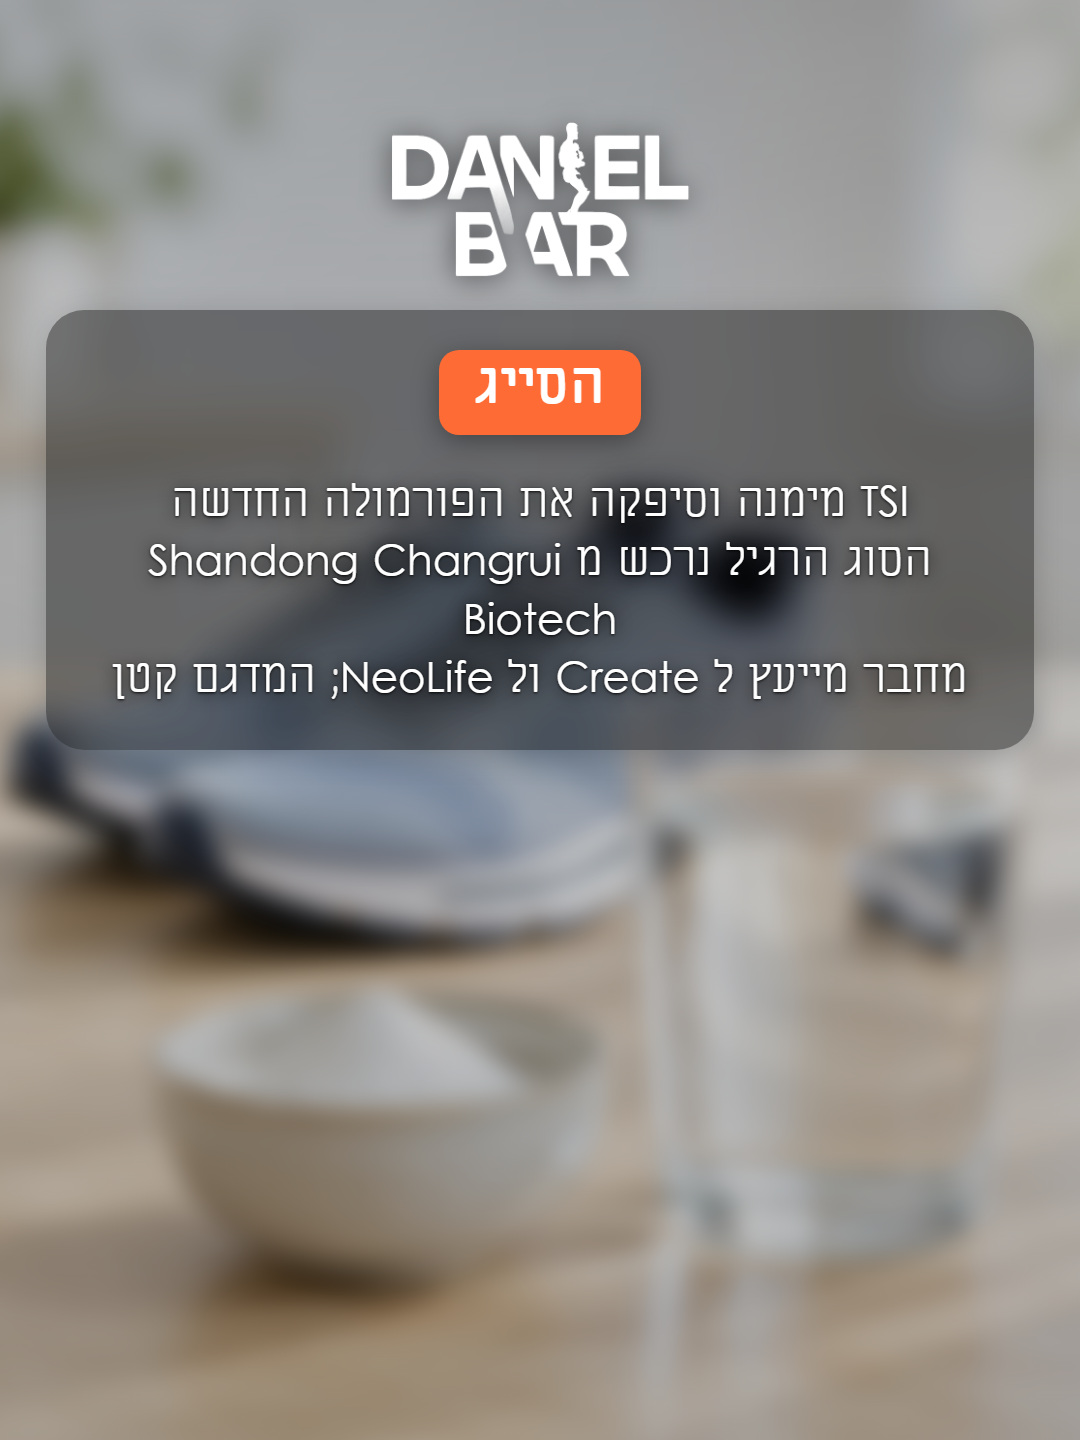 DANIEL
BAR
הסייג
TSI מימנה וסיפקה את הפורמולה החדשה
הסוג הרגיל נרכש מ Shandong Changrui
Biotech
מחבר מייעץ ל Create ול NeoLife; המדגם קטן